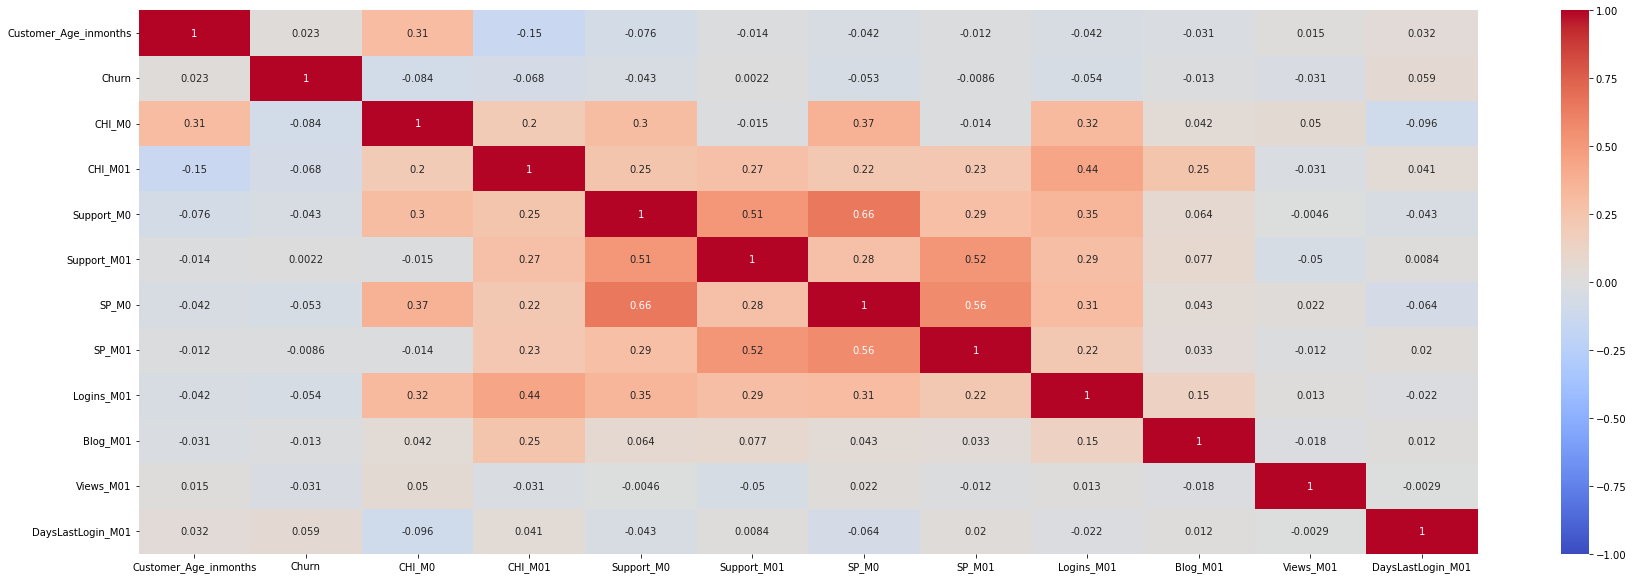 Customer_Age_inmonths 1 0.023 0.31 -0.15 -0.076 -0.014 -0.042 -0.012 -0.042 -0.031 0.015 0.032
Churn 0.023 1 -0.084 -0.068 -0.043 0.0022 -0.053 -0.0086 -0.054 -0.013 -0.031 0.059
CHI_M0 0.31 -0.084 1 0.2 0.3 -0.015 0.37 -0.014 0.32 0.042 0.05 -0.096
CHI_M01 -0.15 -0.068 0.2 1 0.25 0.27 0.22 0.23 0.44 0.25 -0.031 0.041
Support_M0 -0.076 -0.043 0.3 0.25 1 0.51 0.66 0.29 0.35 0.064 -0.0046 -0.043
Support_M01 -0.014 0.0022 -0.015 0.27 0.51 1 0.28 0.52 0.29 0.077 -0.05 0.0084
SP_M0 -0.042 -0.053 0.37 0.22 0.66 0.28 1 0.56 0.31 0.043 0.022 -0.064
SP_M01 -0.012 -0.0086 -0.014 0.23 0.29 0.52 0.56 1 0.22 0.033 -0.012 0.02
Logins_M01 -0.042 -0.054 0.32 0.44 0.35 0.29 0.31 0.22 1 0.15 0.013 -0.022
Blog_M01 -0.031 -0.013 0.042 0.25 0.064 0.077 0.043 0.033 0.15 1 -0.018 0.012
Views_M01 0.015 -0.031 0.05 -0.031 -0.0046 -0.05 0.022 -0.012 0.013 -0.018 1 -0.0029
DaysLastLogin_M01 0.032 0.059 -0.096 0.041 -0.043 0.0084 -0.064 0.02 -0.022 0.012 -0.0029 1
Customer_Age_inmonths Churn CHI_M0 CHI_M01 Support_M0 Support_M01 SP_M0 SP_M01 Logins_M01 Blog_M01 Views_M01 DaysLastLogin_M01
1.00
0.75
0.50
0.25
0.00
−0.25
−0.50
−0.75
−1.00